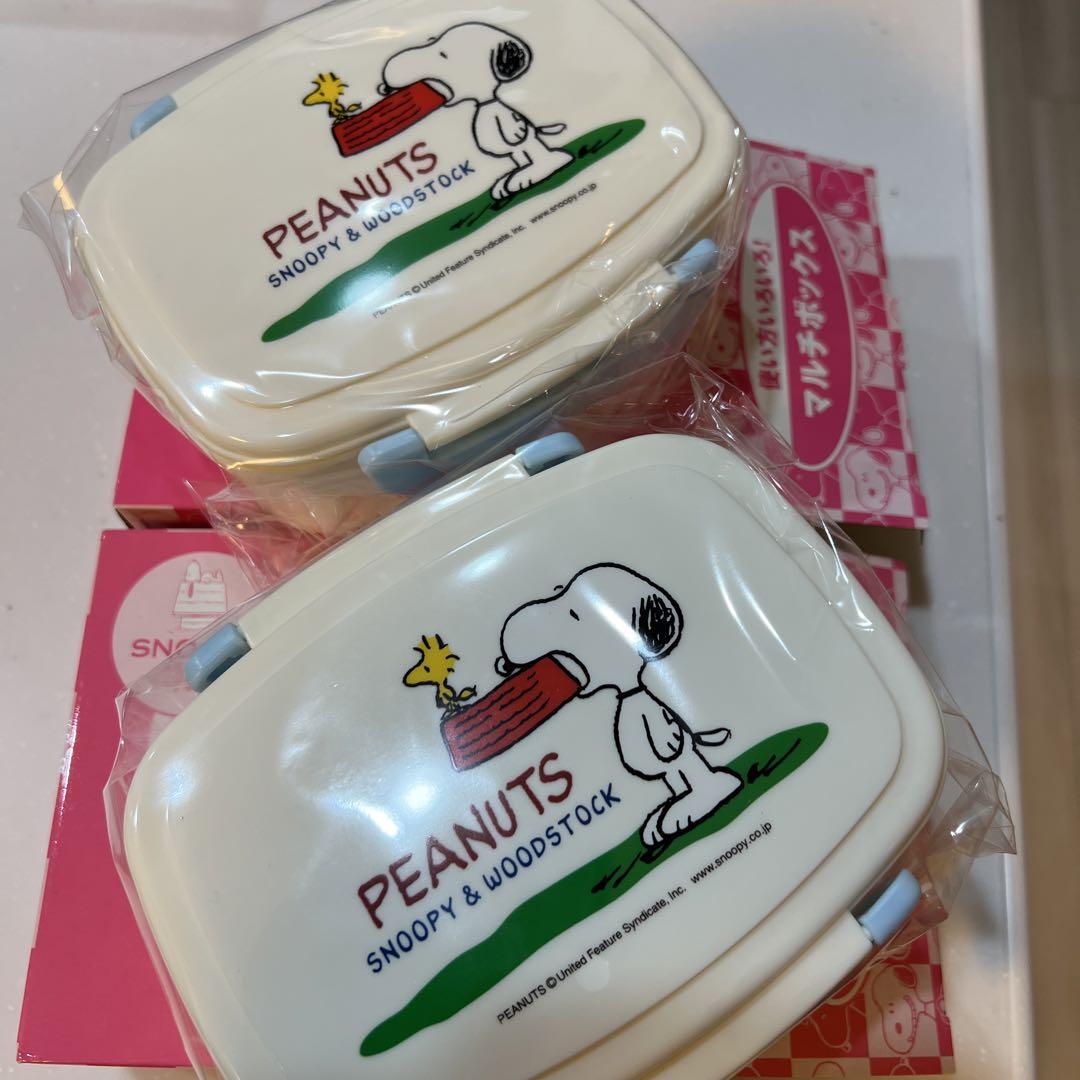 PEANUTS
SNOOPY & WOODSTOCK
PEANUTS © United Feature Syndicate, Inc. www.snoopy.co.jp
使い方いろいろ!
マルチボックス
PEANUTS
SNOOPY & WOODSTOCK
PEANUTS © United Feature Syndicate, Inc. www.snoopy.co.jp